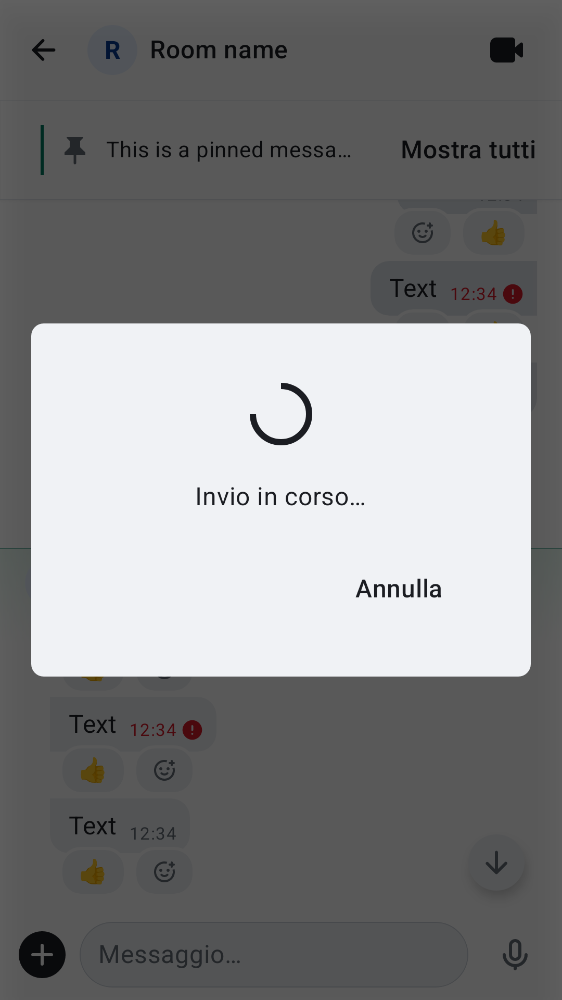 R Room name
This is a pinned messa… Mostra tutti
Text 12:34
Invio in corso…
Annulla
Text 12:34
Text 12:34
Messaggio…